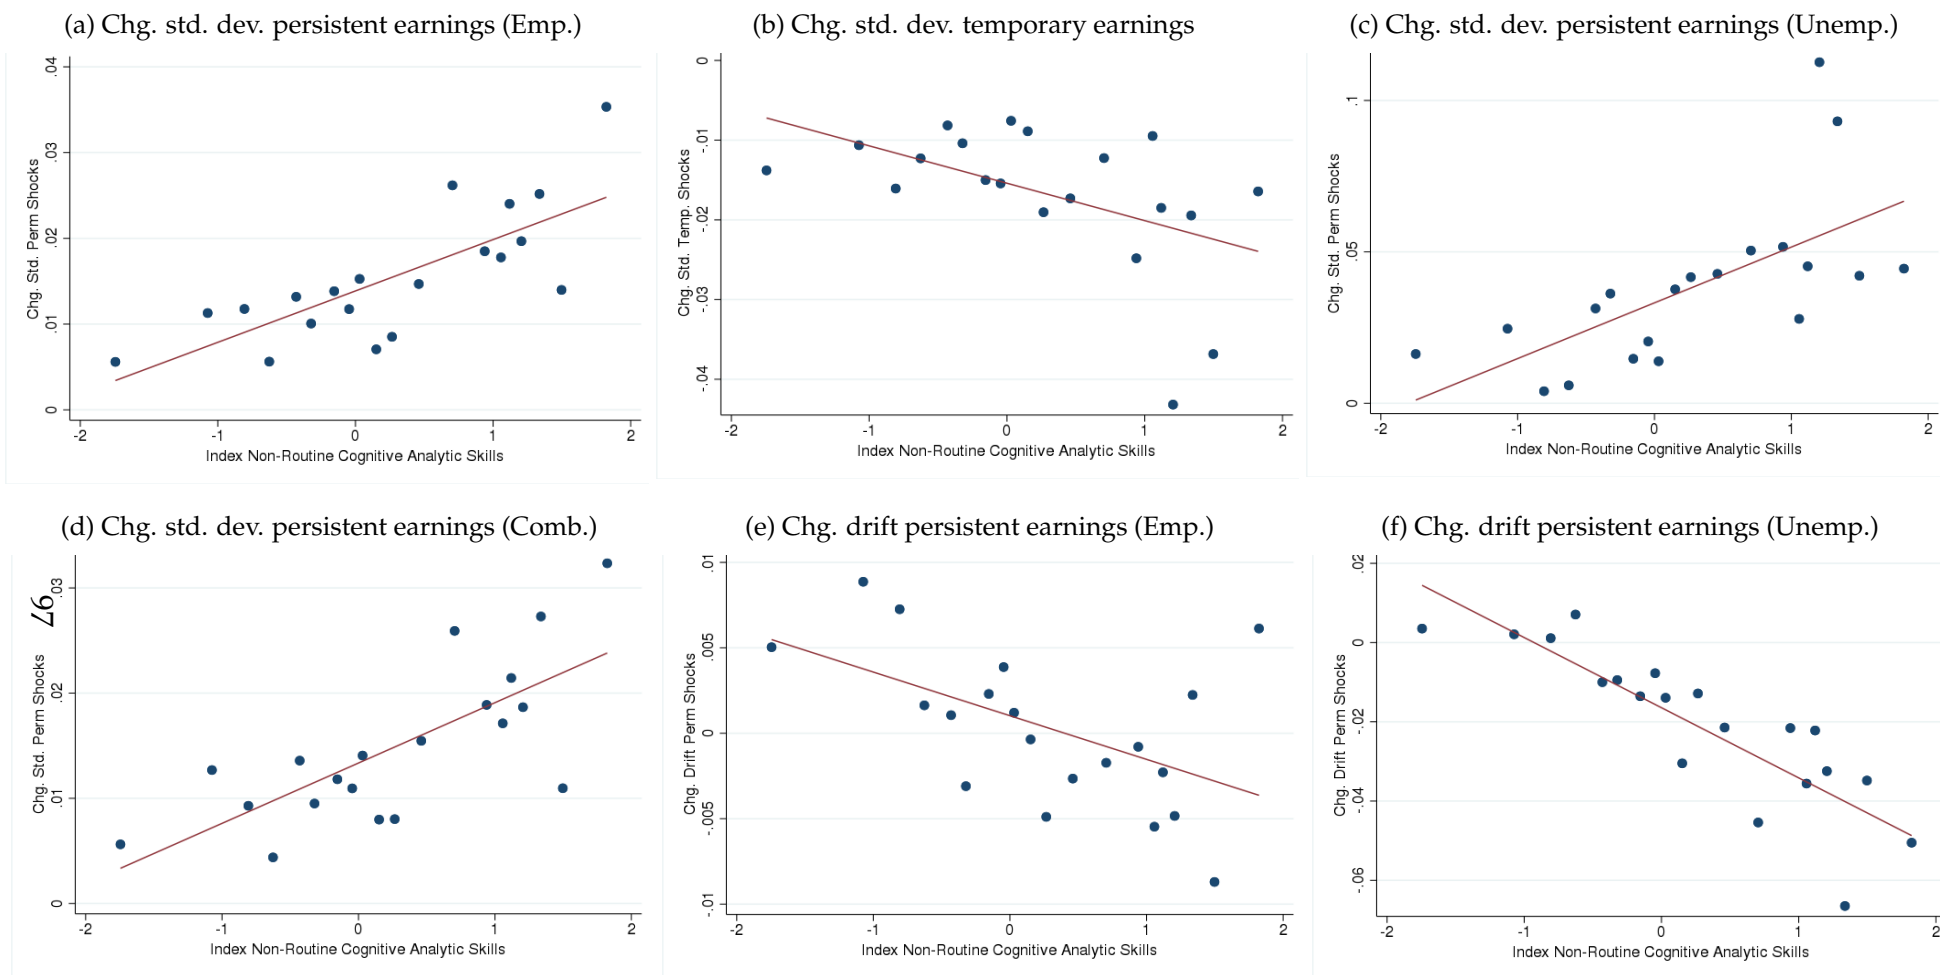 (a) Chg. std. dev. persistent earnings (Emp.)
Chg. Std. Perm Shocks
.04
.03
.02
.01
0
-2 -1 0 1 2
Index Non-Routine Cognitive Analytic Skills
(b) Chg. std. dev. temporary earnings
Chg. Std. Temp. Shocks
0
-.01
-.02
-.03
-.04
-2 -1 0 1 2
Index Non-Routine Cognitive Analytic Skills
(c) Chg. std. dev. persistent earnings (Unemp.)
Chg. Std. Perm Shocks
.1
.05
0
-2 -1 0 1 2
Index Non-Routine Cognitive Analytic Skills
(d) Chg. std. dev. persistent earnings (Comb.)
97
Chg. Std. Perm Shocks
.03
.02
.01
0
-2 -1 0 1 2
Index Non-Routine Cognitive Analytic Skills
(e) Chg. drift persistent earnings (Emp.)
Chg. Drift Perm Shocks
.01
.005
0
-.005
-.01
-2 -1 0 1 2
Index Non-Routine Cognitive Analytic Skills
(f) Chg. drift persistent earnings (Unemp.)
Chg. Drift Perm Shocks
.02
0
-.02
-.04
-.06
-2 -1 0 1 2
Index Non-Routine Cognitive Analytic Skills